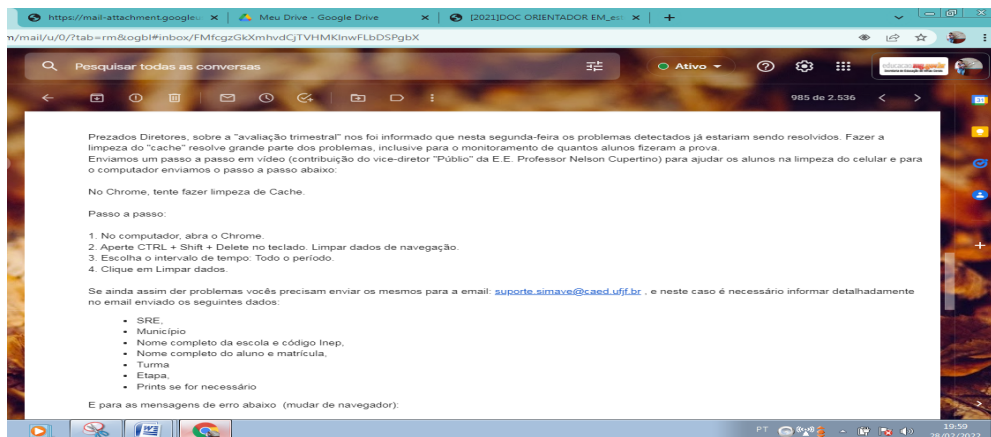 https://mail-attachment.googleu
Meu Drive - Google Drive
[2021]DOC ORIENTADOR EM_es
m/mail/u/0/?tab=rm&ogbl#inbox/FMfcgzGkXmhvdCjTVHMKInwFLbDSPgbX
Pesquisar todas as conversas
Ativo
985 de 2.536
Prezados Diretores, sobre a "avaliação trimestral" nos foi informado que nesta segunda-feira os problemas detectados já estariam sendo resolvidos. Fazer a
limpeza do "cache" resolve grande parte dos problemas, inclusive para o monitoramento de quantos alunos fizeram a prova.
Enviamos um passo a passo em vídeo (contribuição do vice-diretor "Públio" da E.E. Professor Nelson Cupertino) para ajudar os alunos na limpeza do celular e para
o computador enviamos o passo a passo abaixo:
No Chrome, tente fazer limpeza de Cache.
Passo a passo:
1. No computador, abra o Chrome.
2. Aperte CTRL + Shift + Delete no teclado. Limpar dados de navegação.
3. Escolha o intervalo de tempo: Todo o período.
4. Clique em Limpar dados.
Se ainda assim der problemas vocês precisam enviar os mesmos para a email: suporte.simave@caed.ufjf.br , e neste caso é necessário informar detalhadamente
no email enviado os seguintes dados:
• SRE,
• Município
• Nome completo da escola e código Inep,
• Nome completo do aluno e matrícula,
• Turma
• Etapa,
• Prints se for necessário
E para as mensagens de erro abaixo (mudar de navegador):
PT
19:59
28/02/2022